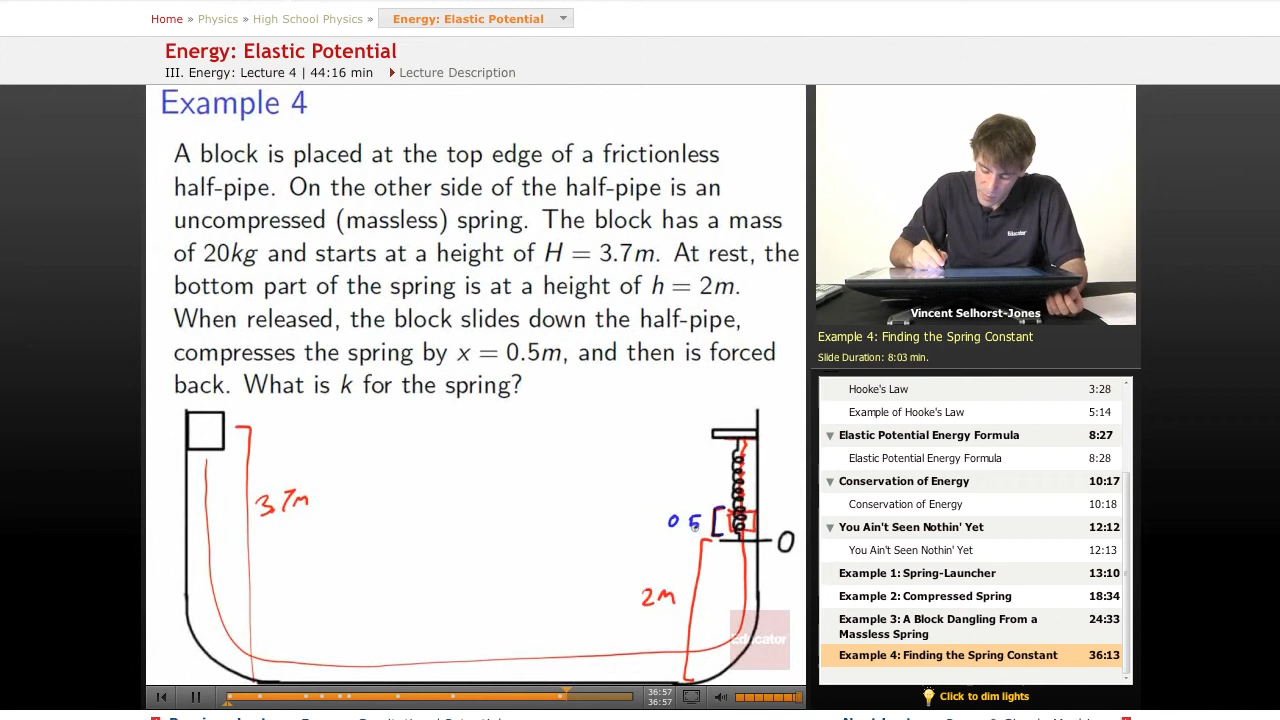 Home » Physics » High School Physics » Energy: Elastic Potential
Energy: Elastic Potential
III. Energy: Lecture 4 | 44:16 min Lecture Description
Example 4
A block is placed at the top edge of a frictionless
half-pipe. On the other side of the half-pipe is an
uncompressed (massless) spring. The block has a mass
of 20kg and starts at a height of H = 3.7m. At rest, the
bottom part of the spring is at a height of h = 2m.
When released, the block slides down the half-pipe,
compresses the spring by x = 0.5m, and then is forced
back. What is k for the spring?
3.7m
0 5
0
2m
Educator
36:57
36:57
Educator
Vincent Selhorst-Jones
Example 4: Finding the Spring Constant
Slide Duration: 8:03 min.
Hooke's Law 3:28
Example of Hooke's Law 5:14
Elastic Potential Energy Formula 8:27
Elastic Potential Energy Formula 8:28
Conservation of Energy 10:17
Conservation of Energy 10:18
You Ain't Seen Nothin' Yet 12:12
You Ain't Seen Nothin' Yet 12:13
Example 1: Spring-Launcher 13:10
Example 2: Compressed Spring 18:34
Example 3: A Block Dangling From a 24:33
Massless Spring
Example 4: Finding the Spring Constant 36:13
Click to dim lights